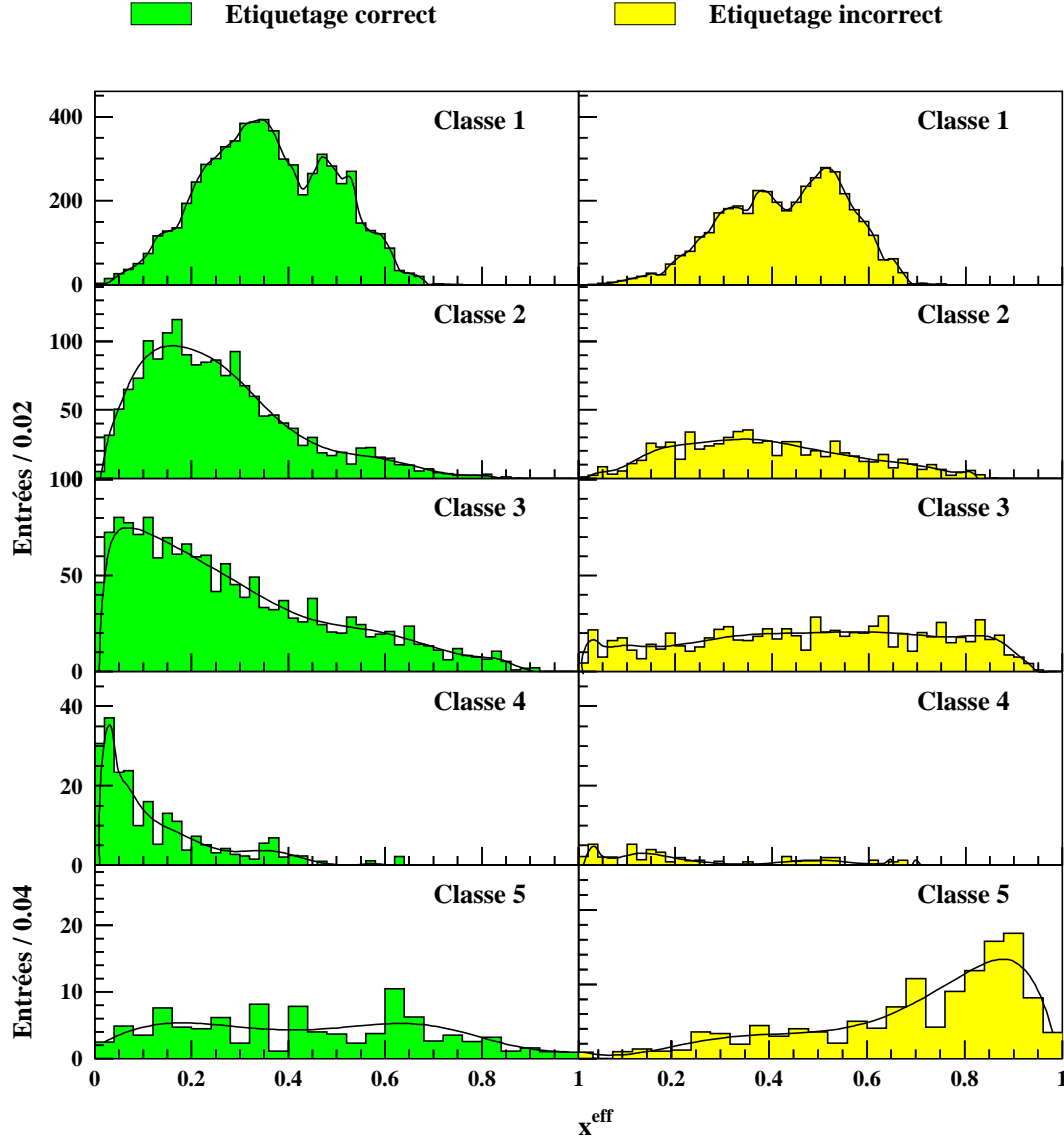 Etiquetage correct
Etiquetage incorrect
Entrées / 0.02
Entrées / 0.04
Classe 1
Classe 1
400
200
0
Classe 2
Classe 2
100
50
0
Classe 3
Classe 3
100
50
0
Classe 4
Classe 4
40
20
0
Classe 5
Classe 5
20
10
0
0 0.2 0.4 0.6 0.8 1 0.2 0.4 0.6 0.8 1
x^eff